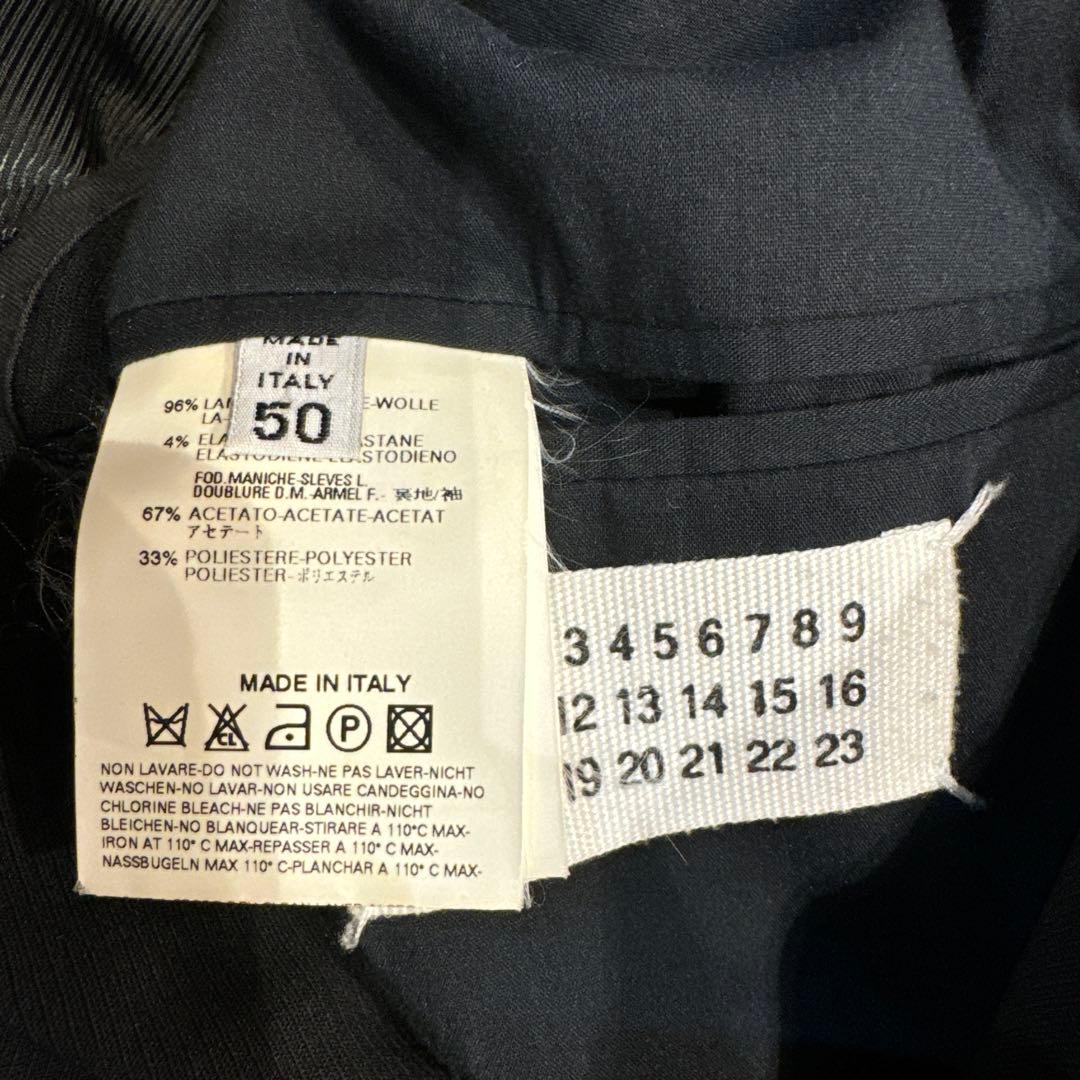 MADE
IN
ITALY
50
96% LA E-WOLLE
LA-
4% ELA STANE
ELASTODIENE-ELASTODIENO
FOD.MANICHE-SLEVES L.
DOUBLURE D.M.-ARMEL F.- 裏地/袖
67% ACETATO-ACETATE-ACETAT
アセテート
33% POLIESTERE-POLYESTER
POLIESTER-ポリエステル
MADE IN ITALY
CL P
NON LAVARE-DO NOT WASH-NE PAS LAVER-NICHT
WASCHEN-NO LAVAR-NON USARE CANDEGGINA-NO
CHLORINE BLEACH-NE PAS BLANCHIR-NICHT
BLEICHEN-NO BLANQUEAR-STIRARE A 110°C MAX-
IRON AT 110° C MAX-REPASSER A 110° C MAX-
NASSBUGELN MAX 110° C-PLANCHAR A 110° C MAX-
3 4 5 6 7 8 9
12 13 14 15 16
19 20 21 22 23